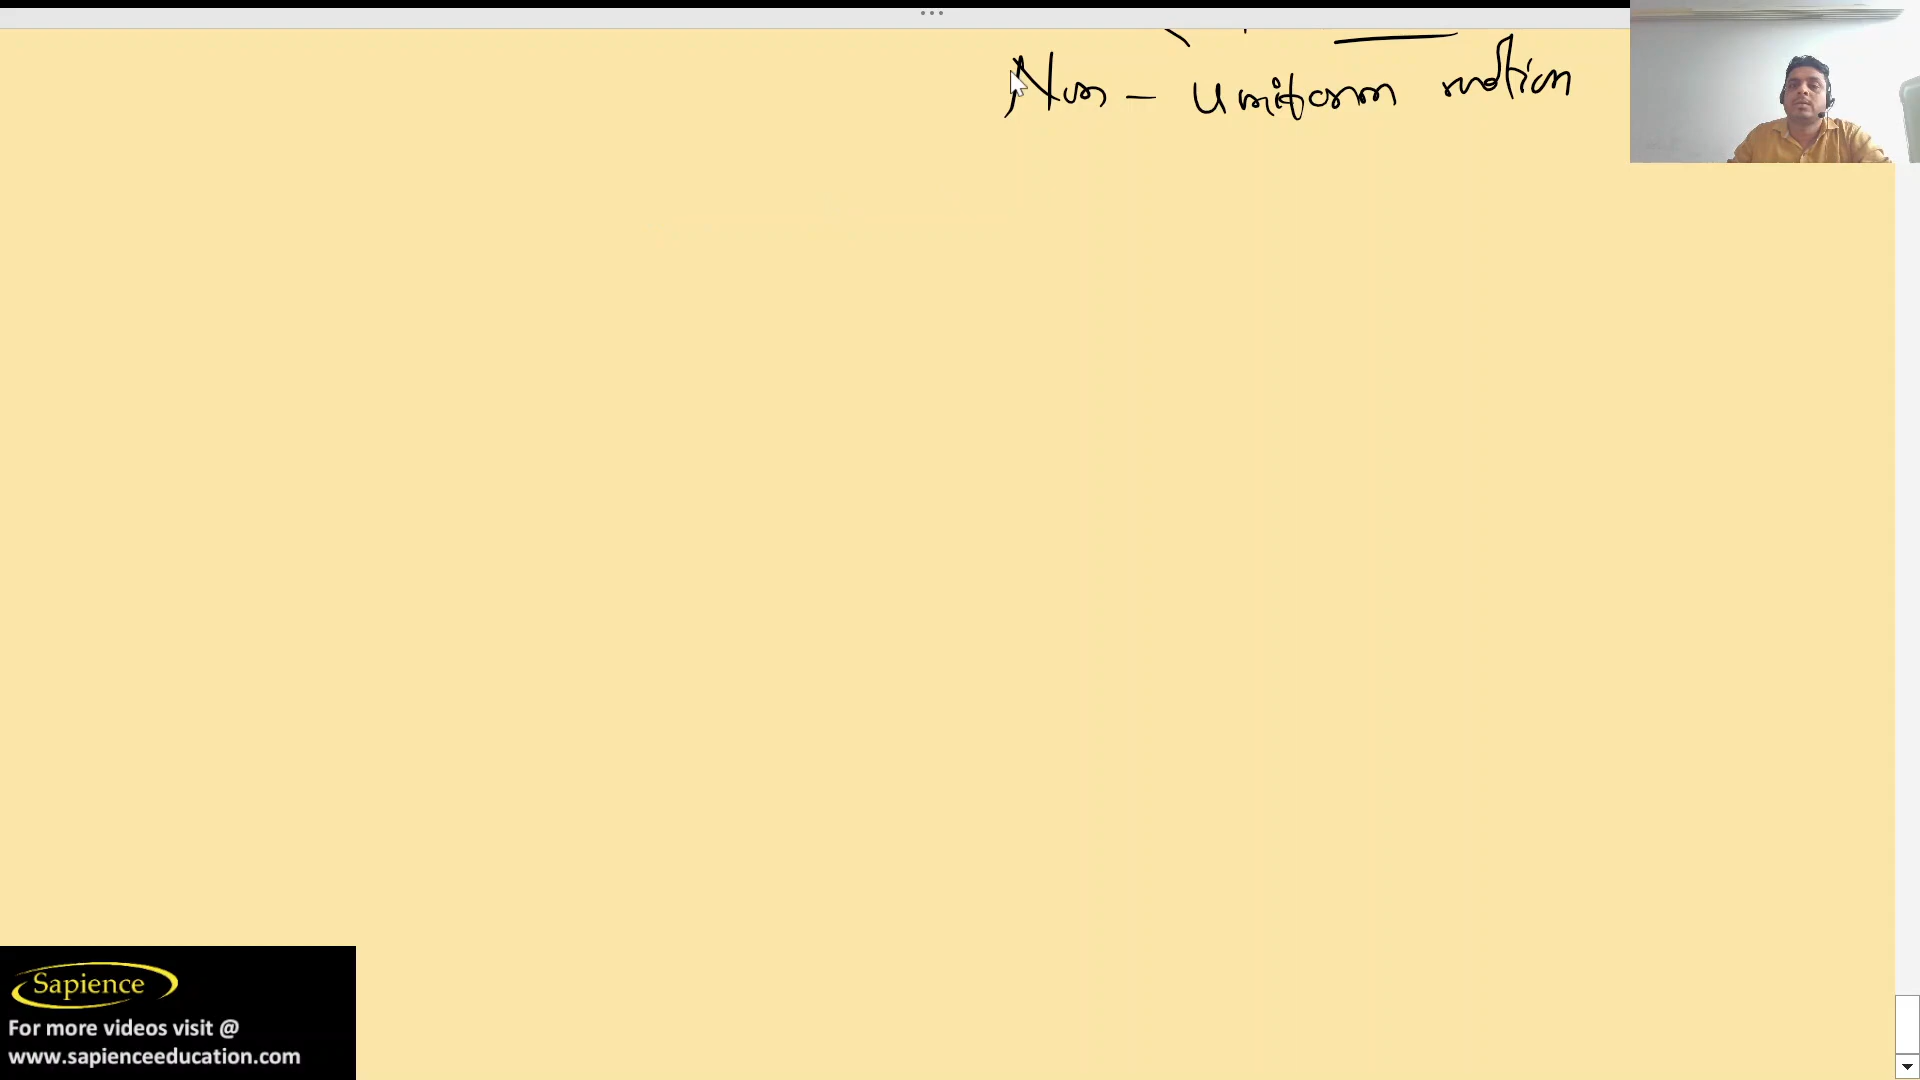 Non - uniform motion
Sapience
For more videos visit @
www.sapienceeducation.com